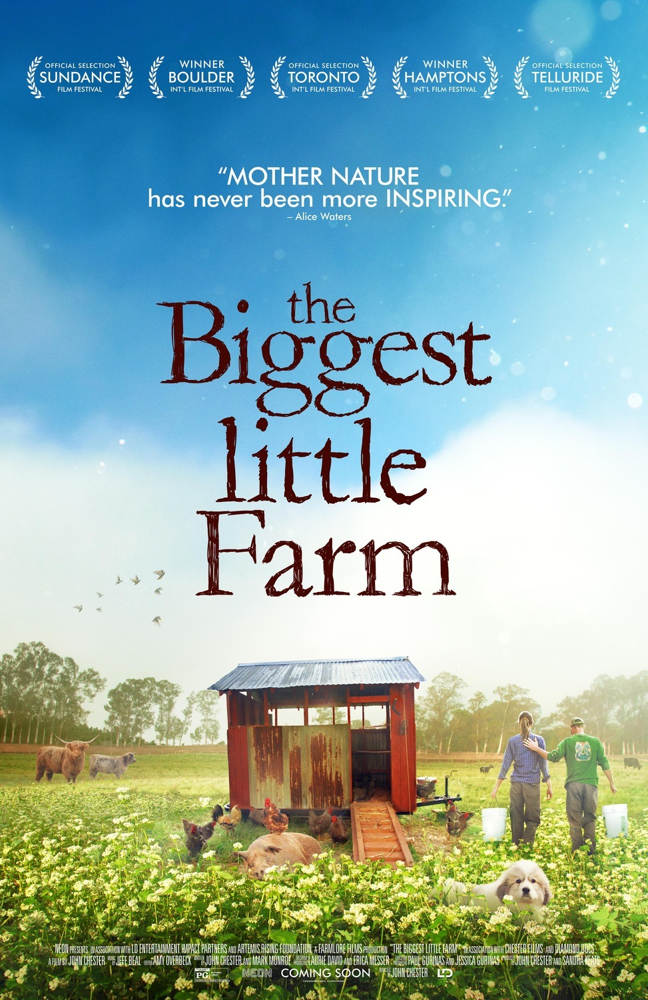 OFFICIAL SELECTION
SUNDANCE
FILM FESTIVAL
WINNER
BOULDER
INT'L FILM FESTIVAL
OFFICIAL SELECTION
TORONTO
INT'L FILM FESTIVAL
WINNER
HAMPTONS
INT'L FILM FESTIVAL
OFFICIAL SELECTION
TELLURIDE
FILM FESTIVAL
“MOTHER NATURE
has never been more INSPIRING.”
– Alice Waters
the
Biggest
little
Farm
NEON PRESENTS, IN ASSOCIATION WITH LD ENTERTAINMENT IMPACT PARTNERS AND ARTEMIS RISING FOUNDATION, A FARMLORE FILMS PRODUCTION "THE BIGGEST LITTLE FARM" IN ASSOCIATION WITH CHESTER FILMS AND DIAMOND DOCS
A FILM BY JOHN CHESTER MUSIC BY JEFF BEAL EDITOR AMY OVERBECK WRITTEN BY JOHN CHESTER AND MARK MONROE EXECUTIVE PRODUCERS LAURIE DAVID AND ERICA MESSER EXECUTIVE PRODUCERS PAUL GURINAS AND JESSICA GURINAS PRODUCED BY JOHN CHESTER AND SANDRA KEATS
PG NEON COMING SOON DIRECTED BY JOHN CHESTER LD